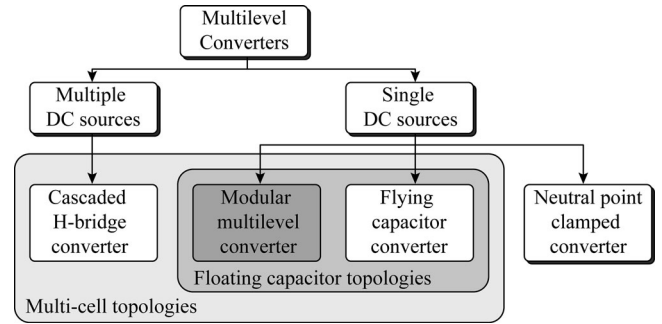 Multilevel
Converters
Multiple
DC sources
Single
DC sources
Cascaded
H-bridge
converter
Modular
multilevel
converter
Flying
capacitor
converter
Neutral point
clamped
converter
Floating capacitor topologies
Multi-cell topologies